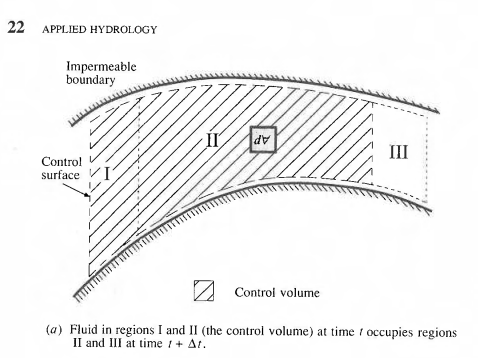 22 APPLIED HYDROLOGY
Impermeable
boundary
II
d∀
III
Control
surface
I
Control volume
(a) Fluid in regions I and II (the control volume) at time t occupies regions
II and III at time t + Δt.